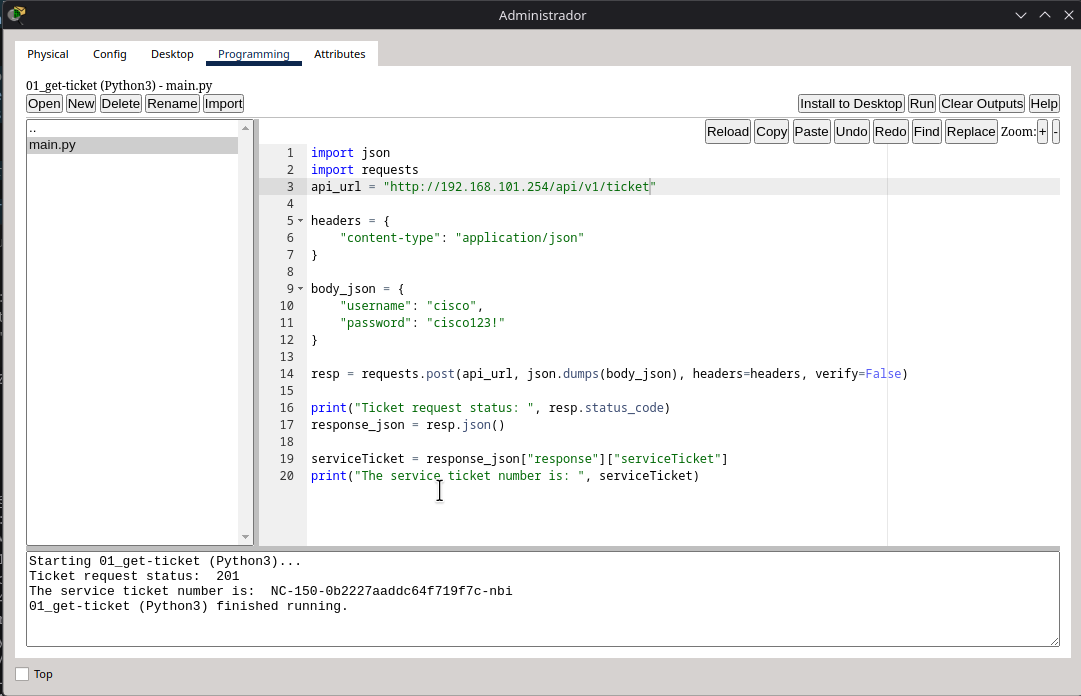 Administrador
Physical Config Desktop Programming Attributes
01_get-ticket (Python3) - main.py
Open New Delete Rename Import Install to Desktop Run Clear Outputs Help
..
main.py
Reload Copy Paste Undo Redo Find Replace Zoom: + -
1 import json
2 import requests
3 api_url = "http://192.168.101.254/api/v1/ticket"
4
5 headers = {
6     "content-type": "application/json"
7 }
8
9 body_json = {
10     "username": "cisco",
11     "password": "cisco123!"
12 }
13
14 resp = requests.post(api_url, json.dumps(body_json), headers=headers, verify=False)
15
16 print("Ticket request status: ", resp.status_code)
17 response_json = resp.json()
18
19 serviceTicket = response_json["response"]["serviceTicket"]
20 print("The service ticket number is: ", serviceTicket)
Starting 01_get-ticket (Python3)...
Ticket request status:  201
The service ticket number is:  NC-150-0b2227aaddc64f719f7c-nbi
01_get-ticket (Python3) finished running.
Top